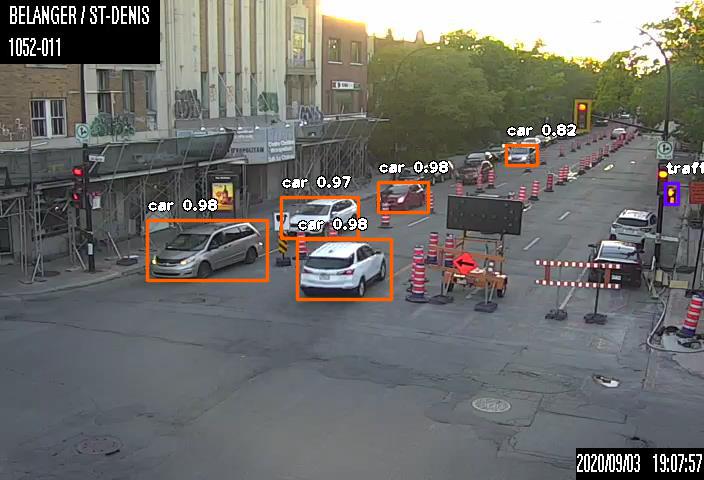 BELANGER / ST-DENIS
1052-011
car 0.82
car 0.98
traff
car 0.97
car 0.98
car 0.98
2020/09/03 19:07:57